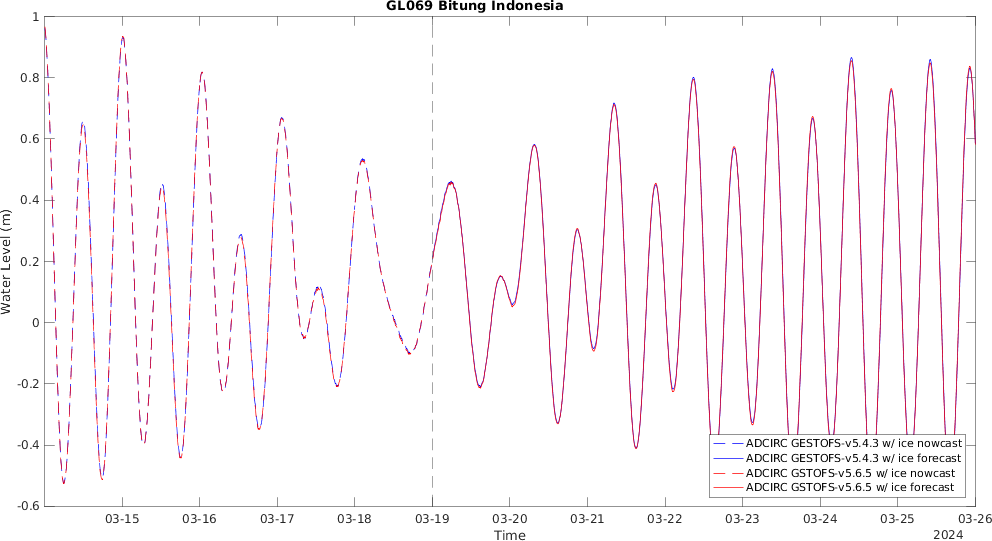 GL069 Bitung Indonesia
1
0.8
0.6
0.4
0.2
0
-0.2
-0.4
-0.6
Water Level (m)
ADCIRC GESTOFS-v5.4.3 w/ ice nowcast
ADCIRC GESTOFS-v5.4.3 w/ ice forecast
ADCIRC GSTOFS-v5.6.5 w/ ice nowcast
ADCIRC GSTOFS-v5.6.5 w/ ice forecast
03-15 03-16 03-17 03-18 03-19 03-20 03-21 03-22 03-23 03-24 03-25 03-26
Time
2024